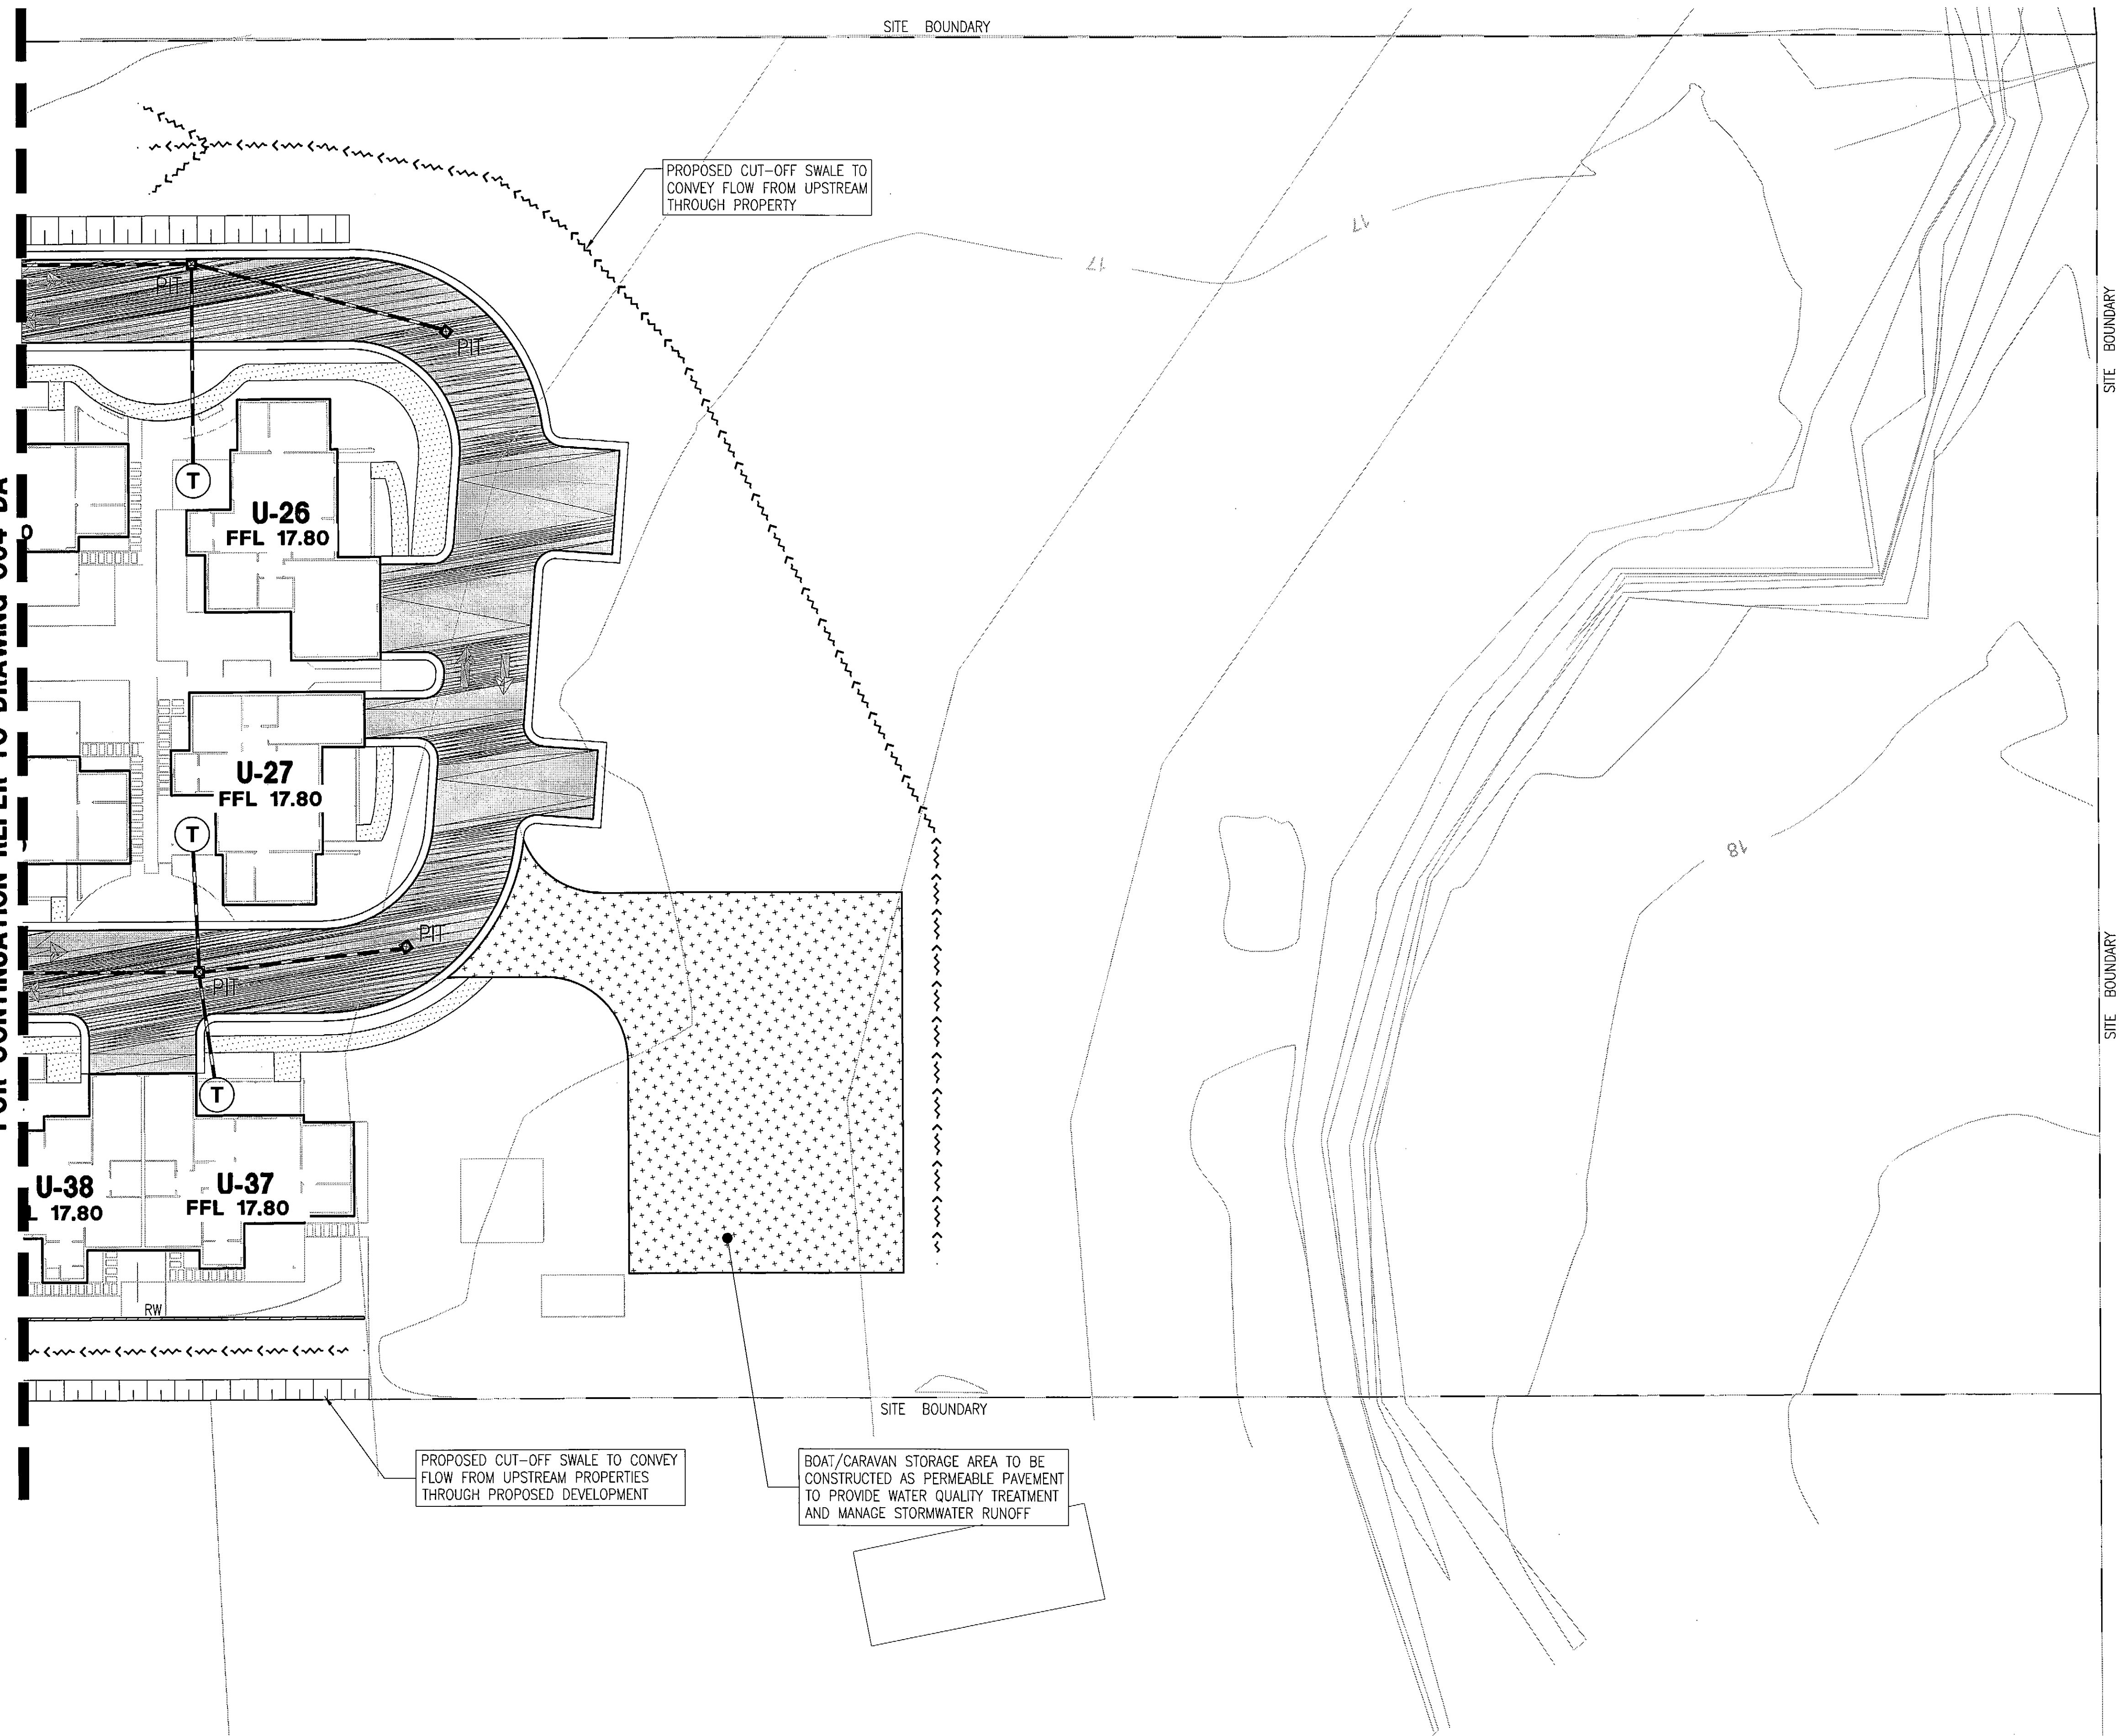 SITE BOUNDARY
PROPOSED CUT-OFF SWALE TO
CONVEY FLOW FROM UPSTREAM
THROUGH PROPERTY
17
17
PIT
PIT
SITE BOUNDARY
T
U-26
FFL 17.80
U-27
FFL 17.80
T
18
PIT
PIT
SITE BOUNDARY
T
U-38
L 17.80
U-37
FFL 17.80
RW
SITE BOUNDARY
PROPOSED CUT-OFF SWALE TO CONVEY
FLOW FROM UPSTREAM PROPERTIES
THROUGH PROPOSED DEVELOPMENT
BOAT/CARAVAN STORAGE AREA TO BE
CONSTRUCTED AS PERMEABLE PAVEMENT
TO PROVIDE WATER QUALITY TREATMENT
AND MANAGE STORMWATER RUNOFF